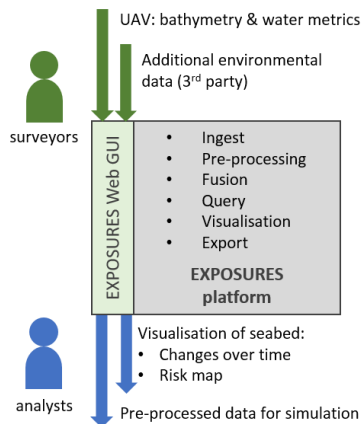 UAV: bathymetry & water metrics
Additional environmental
data (3rd party)
surveyors
EXPOSURES Web GUI
• Ingest
• Pre-processing
• Fusion
• Query
• Visualisation
• Export
EXPOSURES
platform
Visualisation of seabed:
• Changes over time
• Risk map
analysts
Pre-processed data for simulation